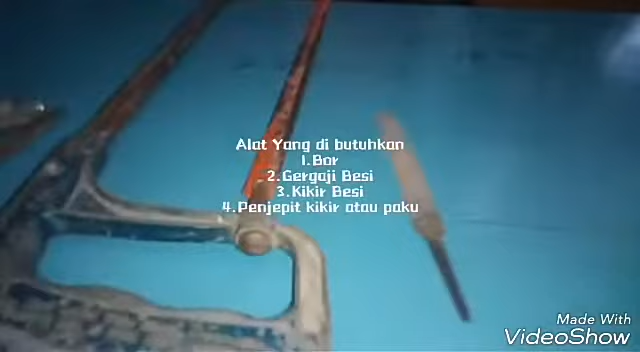 Alat Yang di butuhkan
1.Bor
2.Gergaji Besi
3.Kikir Besi
4.Penjepit kikir atau paku
Made With
VideoShow